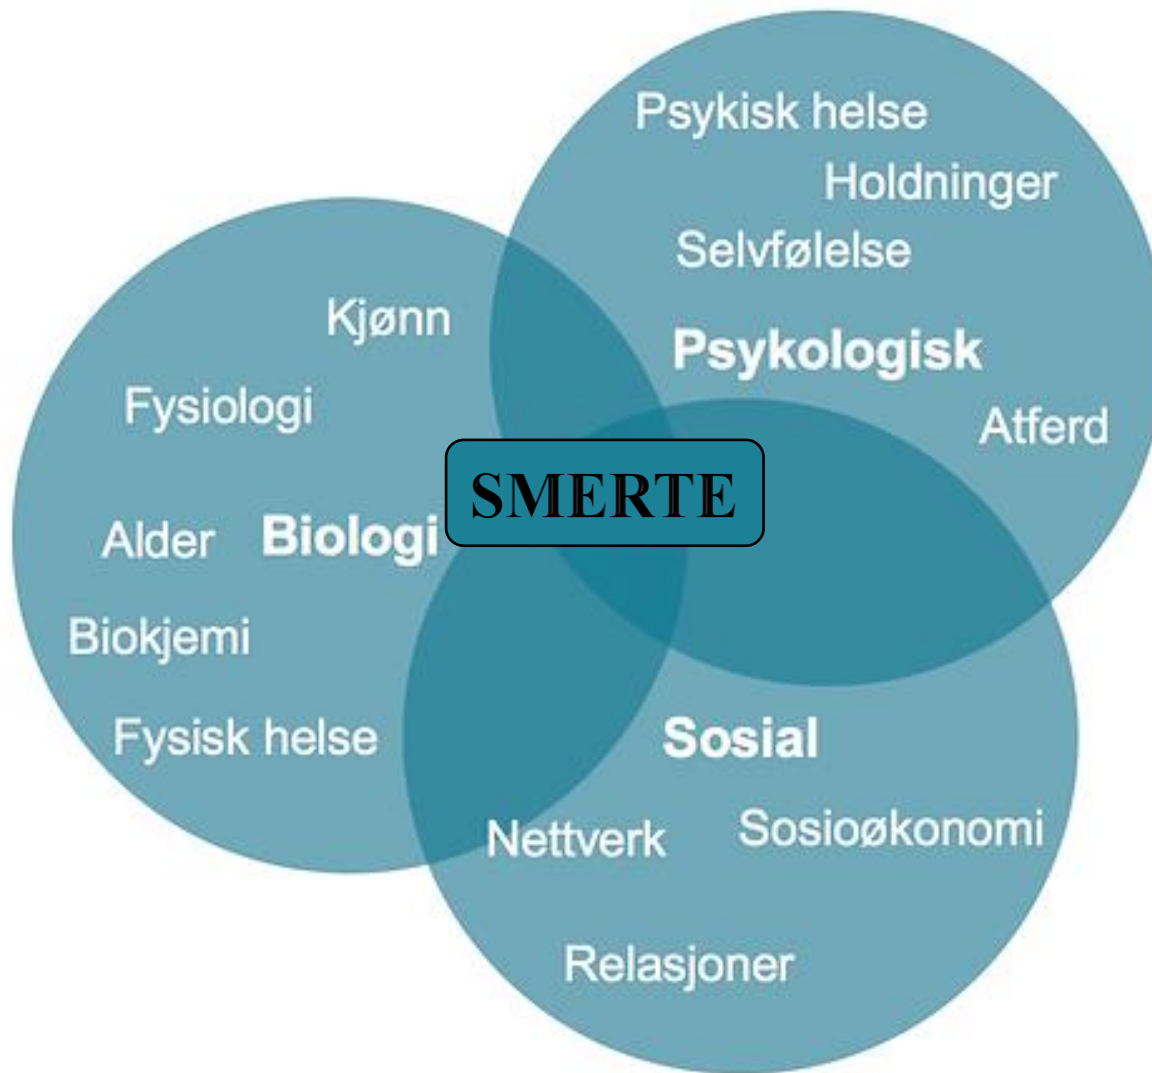 Psykisk helse
Holdninger
Selvfølelse
Psykologisk
Atferd
Kjønn
Fysiologi
SMERTE
Alder
Biologi
Biokjemi
Fysisk helse
Sosial
Nettverk
Sosioøkonomi
Relasjoner